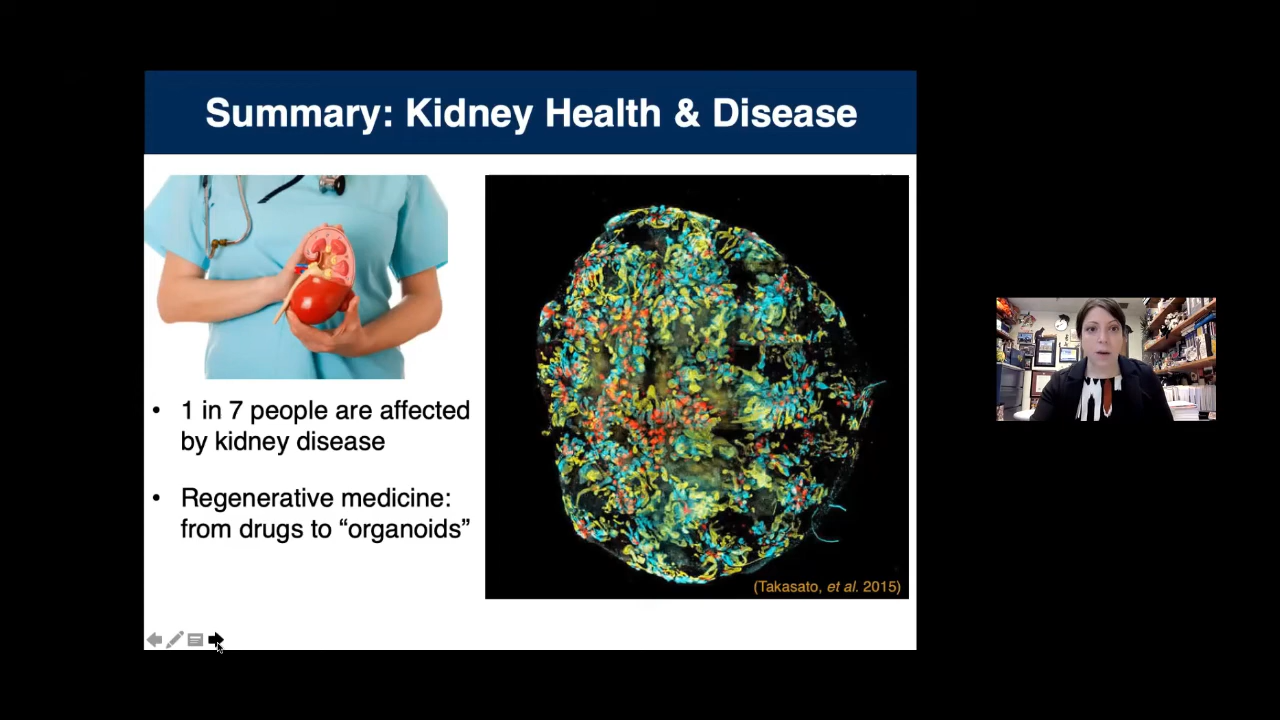 Summary: Kidney Health & Disease
• 1 in 7 people are affected
by kidney disease
• Regenerative medicine:
from drugs to “organoids”
(Takasato, et al. 2015)